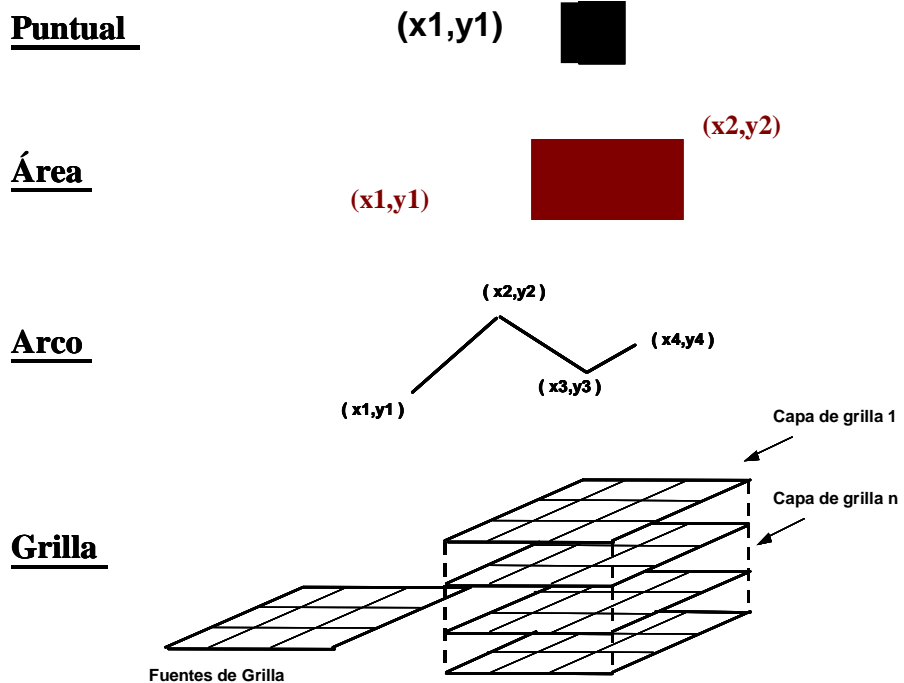 Puntual
(x1,y1)
(x2,y2)
Área
(x1,y1)
( x2,y2 )
Arco
( x4,y4 )
( x3,y3 )
( x1,y1 )
Capa de grilla 1
Capa de grilla n
Grilla
Fuentes de Grilla